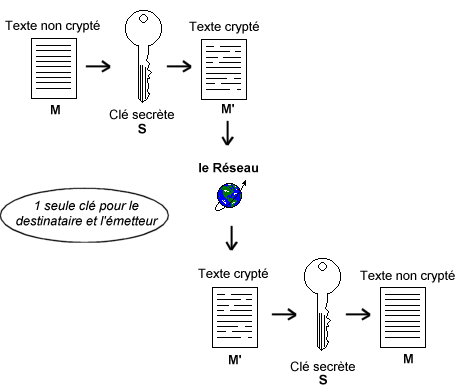 Texte non crypté
Texte crypté
M
Clé secrète
S
M'
le Réseau
1 seule clé pour le
destinataire et l'émetteur
Texte crypté
Texte non crypté
M'
Clé secrète
S
M